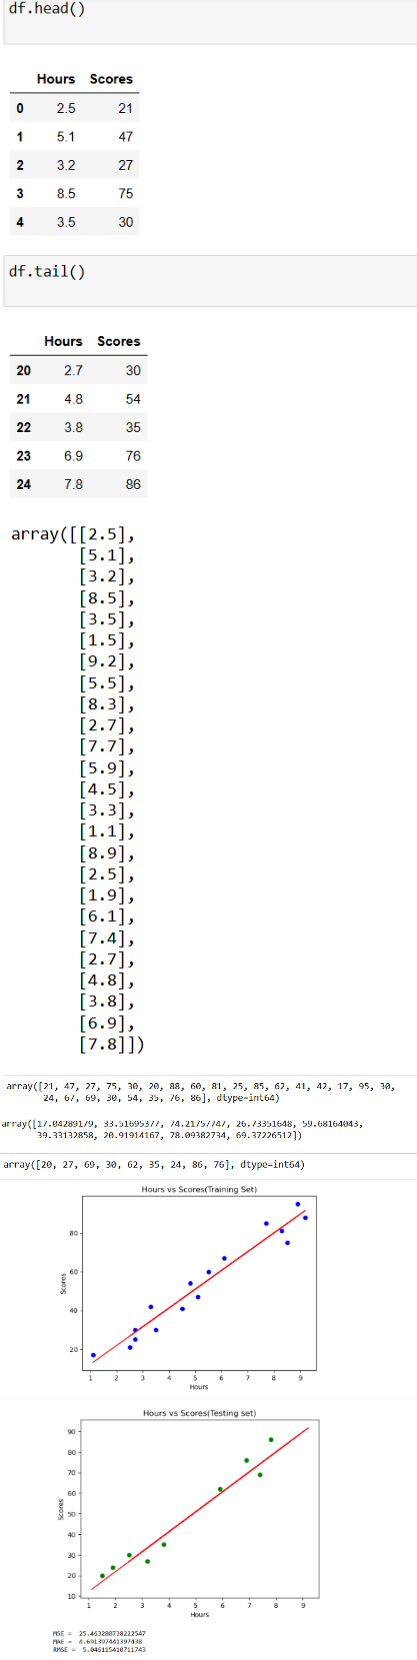 df.head()
Hours Scores
0 2.5 21
1 5.1 47
2 3.2 27
3 8.5 75
4 3.5 30
df.tail()
Hours Scores
20 2.7 30
21 4.8 54
22 3.8 35
23 6.9 76
24 7.8 86
array([[2.5],
[5.1],
[3.2],
[8.5],
[3.5],
[1.5],
[9.2],
[5.5],
[8.3],
[2.7],
[7.7],
[5.9],
[4.5],
[3.3],
[1.1],
[8.9],
[2.5],
[1.9],
[6.1],
[7.4],
[2.7],
[4.8],
[3.8],
[6.9],
[7.8]])
array([21, 47, 27, 75, 30, 20, 88, 60, 81, 25, 85, 62, 41, 42, 17, 95, 30,
24, 67, 69, 30, 54, 35, 76, 86], dtype=int64)
array([17.04289179, 33.51695377, 74.21757747, 26.73351648, 59.68164043,
39.33132858, 20.91914167, 78.09382734, 69.37226512])
array([20, 27, 69, 30, 62, 35, 24, 86, 76], dtype=int64)
Hours vs Scores(Training Set)
80
60
Scores
40
20
1 2 3 4 5 6 7 8 9
Hours
Hours vs Scores(Testing set)
90
80
70
60
Scores
50
40
30
20
10
1 2 3 4 5 6 7 8 9
Hours
MSE = 25.463280738222547
MAE = 4.691397441397438
RMSE = 5.046115410711743